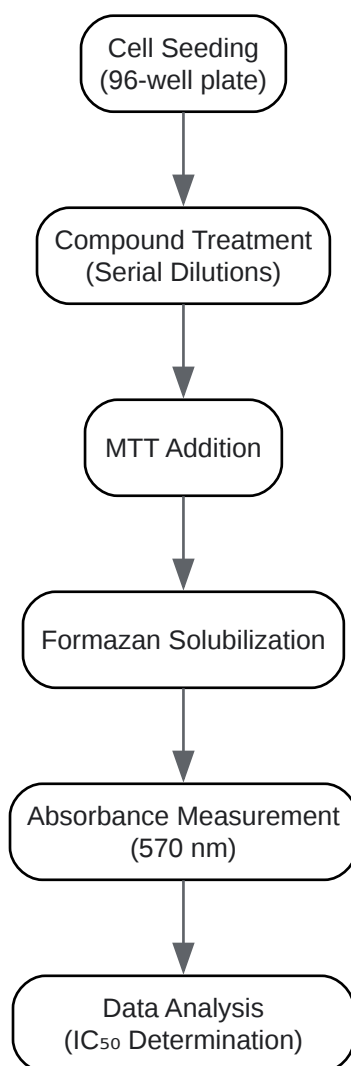 Cell Seeding
(96-well plate)
Compound Treatment
(Serial Dilutions)
MTT Addition
Formazan Solubilization
Absorbance Measurement
(570 nm)
Data Analysis
(IC₅₀ Determination)